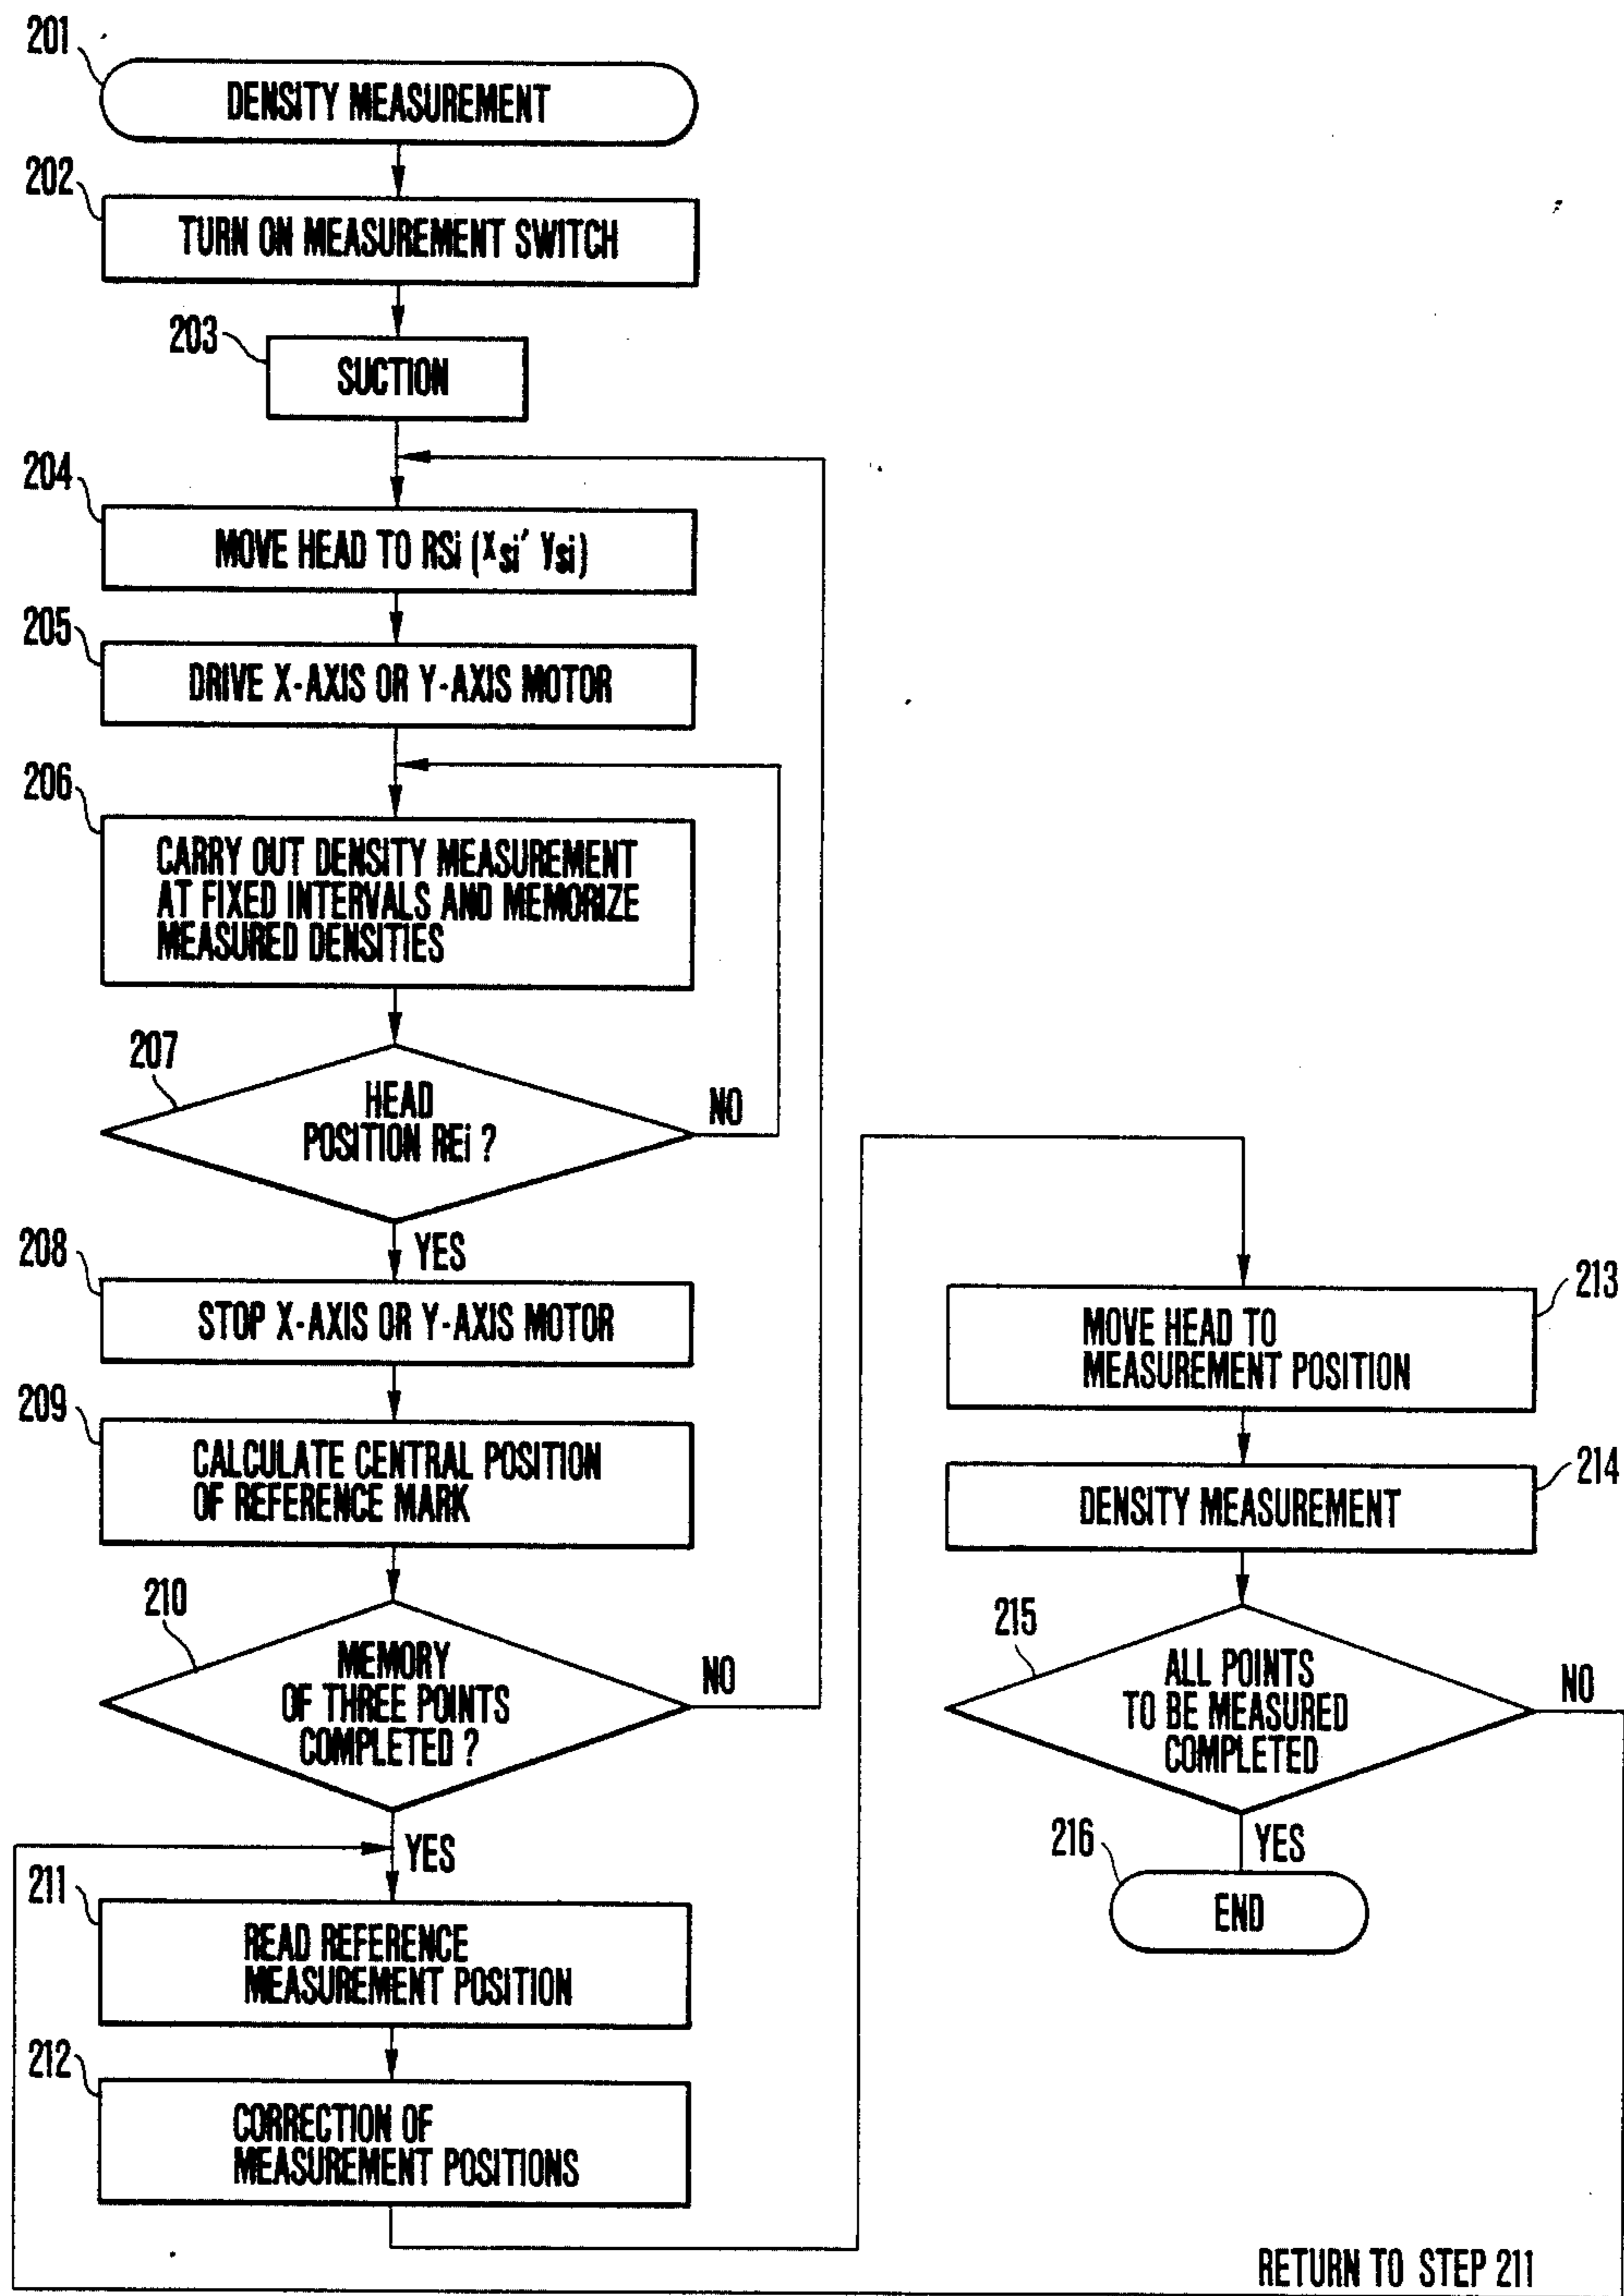 201
DENSITY MEASUREMENT
202
TURN ON MEASUREMENT SWITCH
203
SUCTION
204
MOVE HEAD TO RSi (Xsi' Ysi)
205
DRIVE X-AXIS OR Y-AXIS MOTOR
206
CARRY OUT DENSITY MEASUREMENT
AT FIXED INTERVALS AND MEMORIZE
MEASURED DENSITIES
207
HEAD
POSITION REi ?
NO
YES
208
STOP X-AXIS OR Y-AXIS MOTOR
209
CALCULATE CENTRAL POSITION
OF REFERENCE MARK
210
MEMORY
OF THREE POINTS
COMPLETED ?
NO
YES
211
READ REFERENCE
MEASUREMENT POSITION
212
CORRECTION OF
MEASUREMENT POSITIONS
213
MOVE HEAD TO
MEASUREMENT POSITION
214
DENSITY MEASUREMENT
215
ALL POINTS
TO BE MEASURED
COMPLETED
NO
YES
216
END
RETURN TO STEP 211